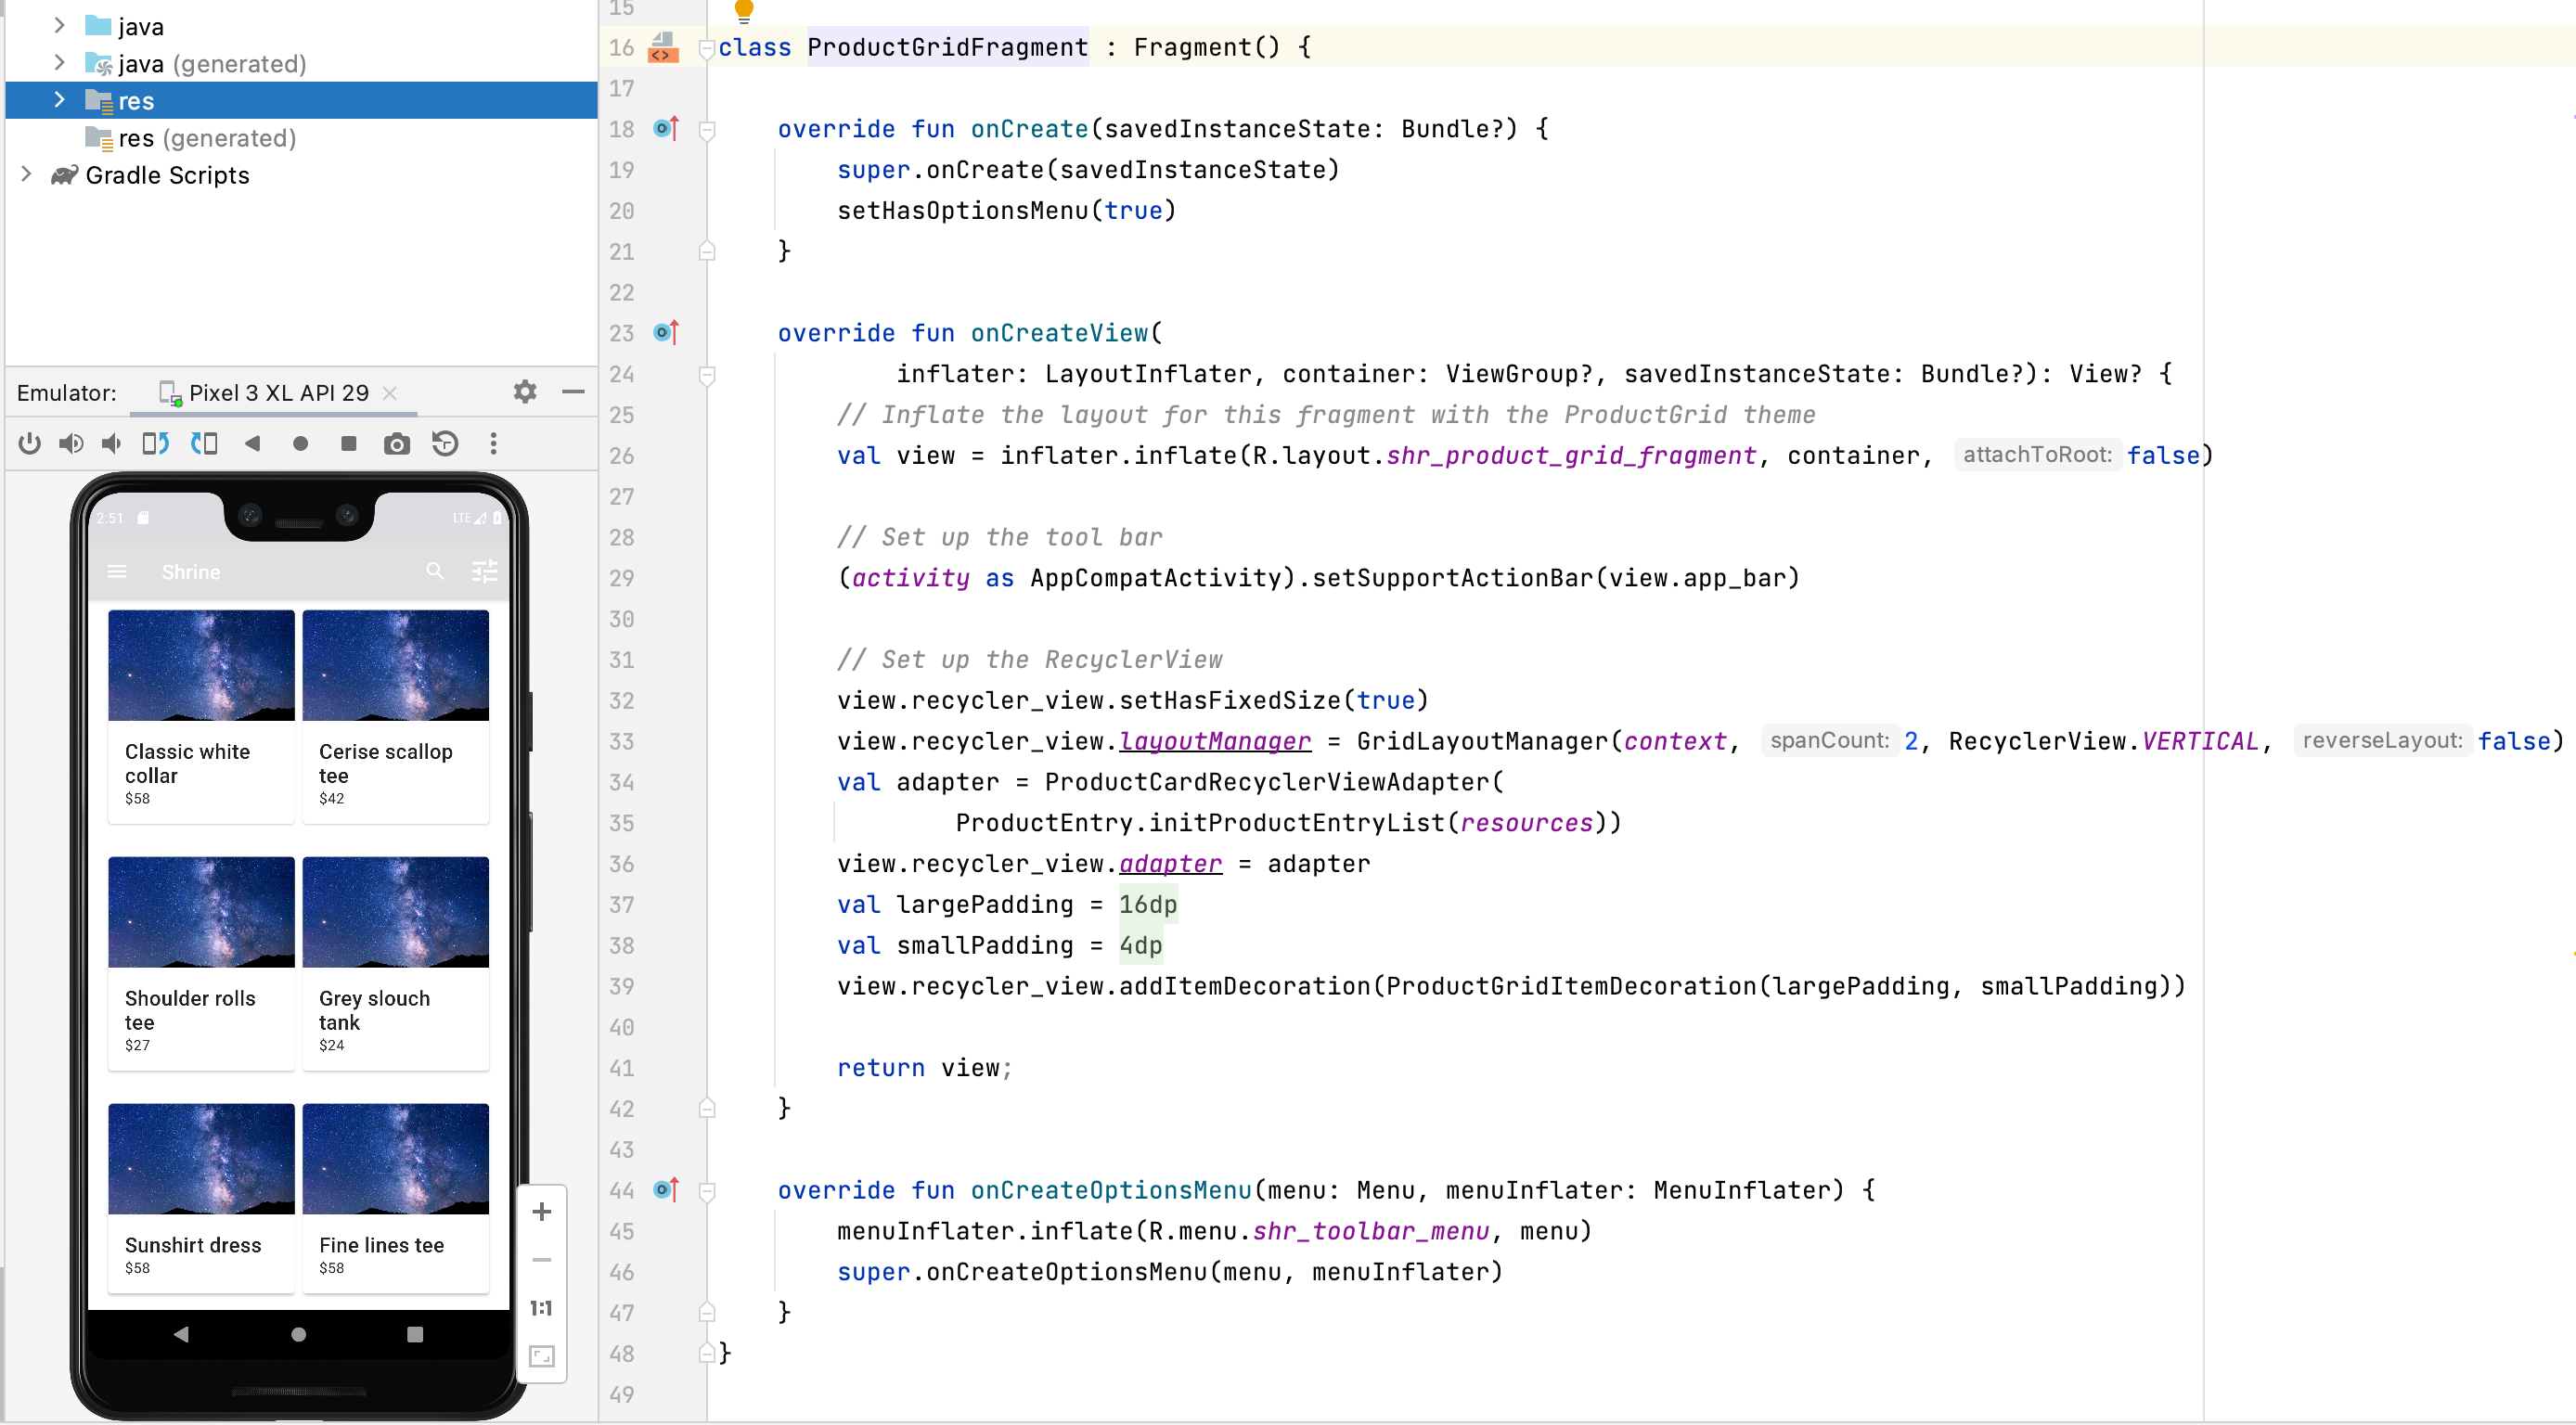 java
java (generated)
res
res (generated)
Gradle Scripts
Emulator: Pixel 3 XL API 29
2:51 LTE
Shrine
Classic white
collar
$58
Cerise scallop
tee
$42
Shoulder rolls
tee
$27
Grey slouch
tank
$24
Sunshirt dress
$58
Fine lines tee
$58
1:1
15
16 class ProductGridFragment : Fragment() {
17
18 override fun onCreate(savedInstanceState: Bundle?) {
19 super.onCreate(savedInstanceState)
20 setHasOptionsMenu(true)
21 }
22
23 override fun onCreateView(
24 inflater: LayoutInflater, container: ViewGroup?, savedInstanceState: Bundle?): View? {
25 // Inflate the layout for this fragment with the ProductGrid theme
26 val view = inflater.inflate(R.layout.shr_product_grid_fragment, container, attachToRoot: false)
27
28 // Set up the tool bar
29 (activity as AppCompatActivity).setSupportActionBar(view.app_bar)
30
31 // Set up the RecyclerView
32 view.recycler_view.setHasFixedSize(true)
33 view.recycler_view.layoutManager = GridLayoutManager(context, spanCount: 2, RecyclerView.VERTICAL, reverseLayout: false)
34 val adapter = ProductCardRecyclerViewAdapter(
35 ProductEntry.initProductEntryList(resources))
36 view.recycler_view.adapter = adapter
37 val largePadding = 16dp
38 val smallPadding = 4dp
39 view.recycler_view.addItemDecoration(ProductGridItemDecoration(largePadding, smallPadding))
40
41 return view;
42 }
43
44 override fun onCreateOptionsMenu(menu: Menu, menuInflater: MenuInflater) {
45 menuInflater.inflate(R.menu.shr_toolbar_menu, menu)
46 super.onCreateOptionsMenu(menu, menuInflater)
47 }
48 }
49